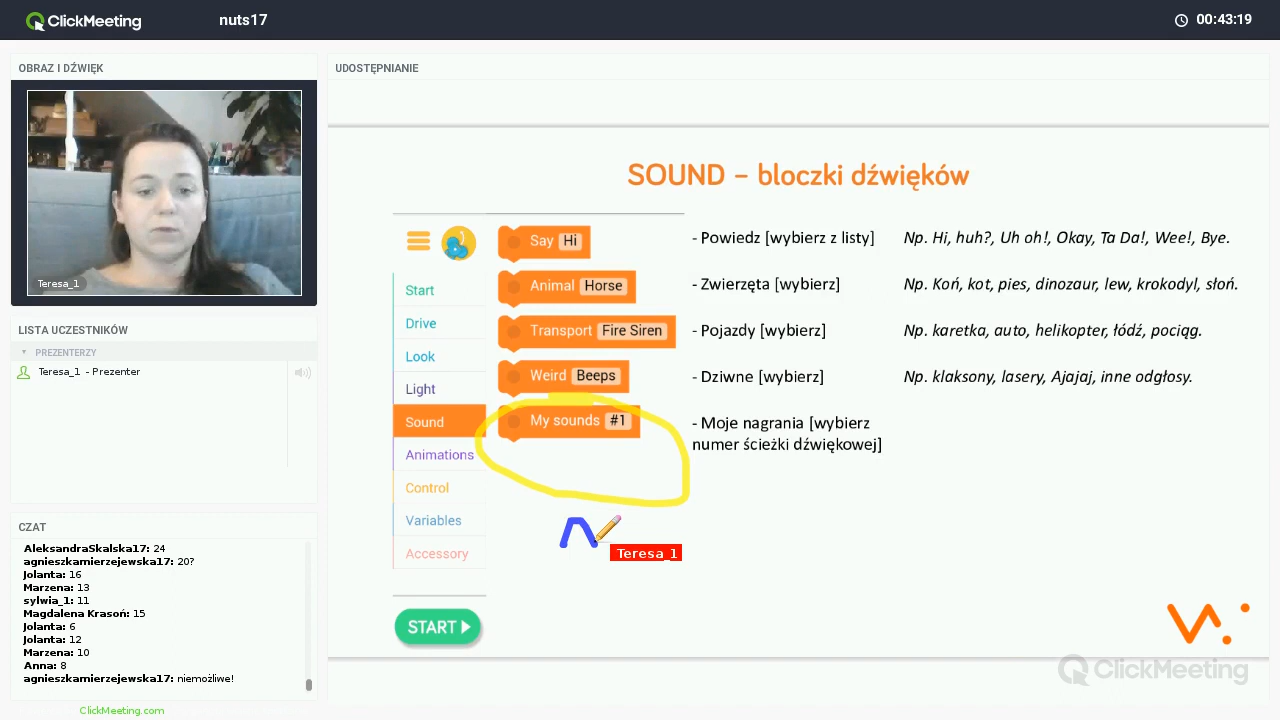 ClickMeeting
nuts17
00:43:19
OBRAZ I DŹWIĘK
UDOSTĘPNIANIE
Teresa_1
LISTA UCZESTNIKÓW
PREZENTERZY
Teresa_1 - Prezenter
CZAT
AleksandraSkalska17: 24
agnieszkamierzejewska17: 20?
Jolanta: 16
Marzena: 13
sylwia_1: 11
Magdalena Krasoń: 15
Jolanta: 6
Jolanta: 12
Marzena: 10
Anna: 8
agnieszkamierzejewska17: niemożliwe!
ClickMeeting.com
SOUND – bloczki dźwięków
Start
Drive
Look
Light
Sound
Animations
Control
Variables
Accessory
START
Say Hi
- Powiedz [wybierz z listy]
Np. Hi, huh?, Uh oh!, Okay, Ta Da!, Wee!, Bye.
Animal Horse
- Zwierzęta [wybierz]
Np. Koń, kot, pies, dinozaur, lew, krokodyl, słoń.
Transport Fire Siren
- Pojazdy [wybierz]
Np. karetka, auto, helikopter, łódź, pociąg.
Weird Beeps
- Dziwne [wybierz]
Np. klaksony, lasery, Ajajaj, inne odgłosy.
My sounds #1
- Moje nagrania [wybierz
numer ścieżki dźwiękowej]
Teresa_1
ClickMeeting